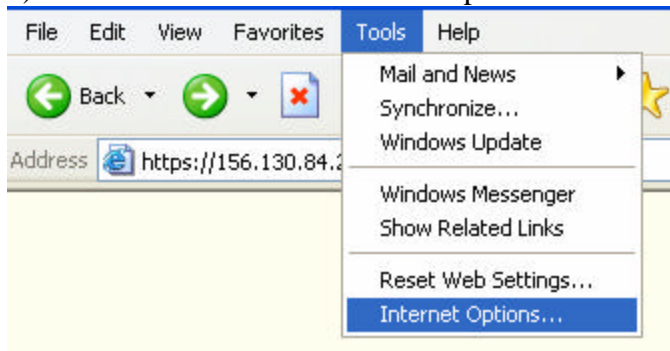 File Edit View Favorites Tools Help
Mail and News
Back
Synchronize...
Windows Update
Address https://156.130.84.2
Windows Messenger
Show Related Links
Reset Web Settings...
Internet Options...